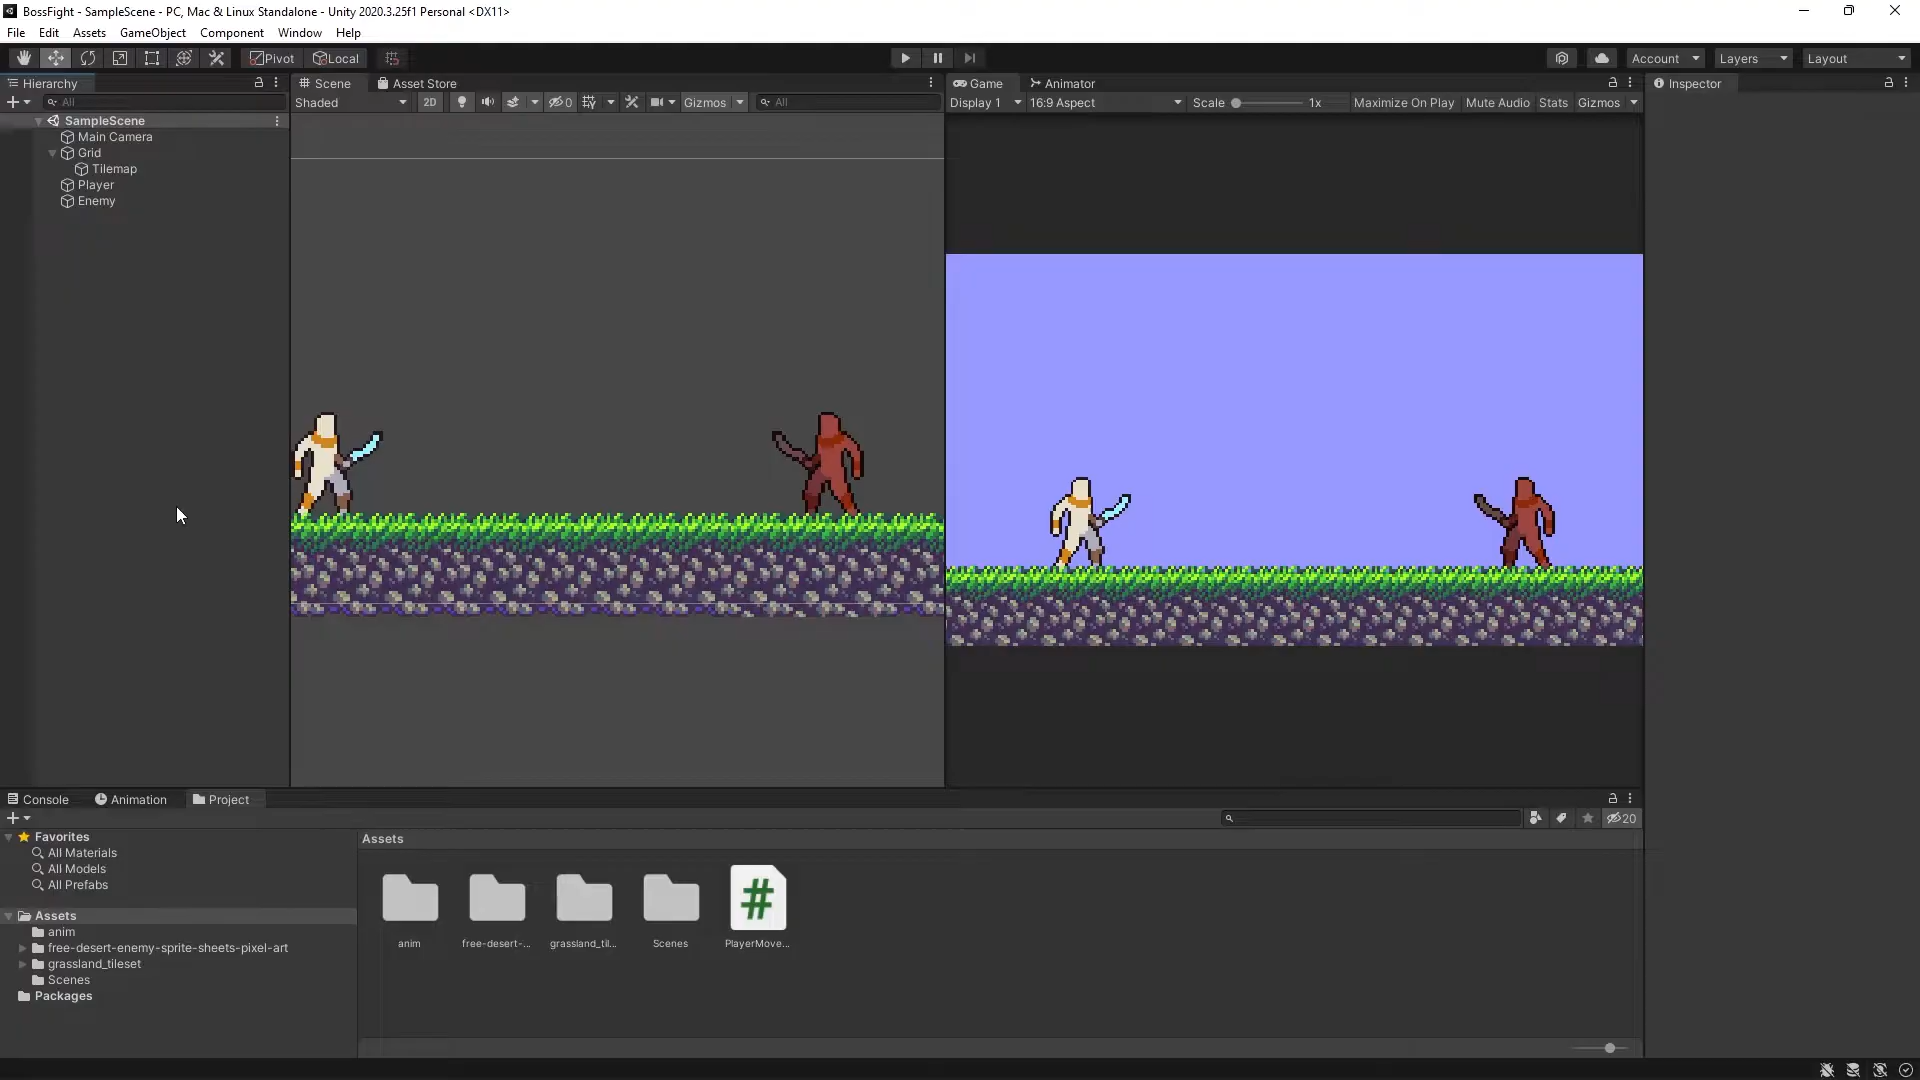 BossFight - SampleScene - PC, Mac & Linux Standalone - Unity 2020.3.25f1 Personal <DX11>
File Edit Assets GameObject Component Window Help
Pivot Local Account Layers Layout
Hierarchy
All
SampleScene
Main Camera
Grid
Tilemap
Player
Enemy
Scene Asset Store
Shaded 2D 0 Gizmos All
Game Animator
Display 1 16:9 Aspect Scale 1x Maximize On Play Mute Audio Stats Gizmos
Inspector
Console Animation Project
20
Favorites
All Materials
All Models
All Prefabs
Assets
anim
free-desert-enemy-sprite-sheets-pixel-art
grassland_tileset
Scenes
Packages
Assets
#
anim free-desert-... grassland_til... Scenes PlayerMove...